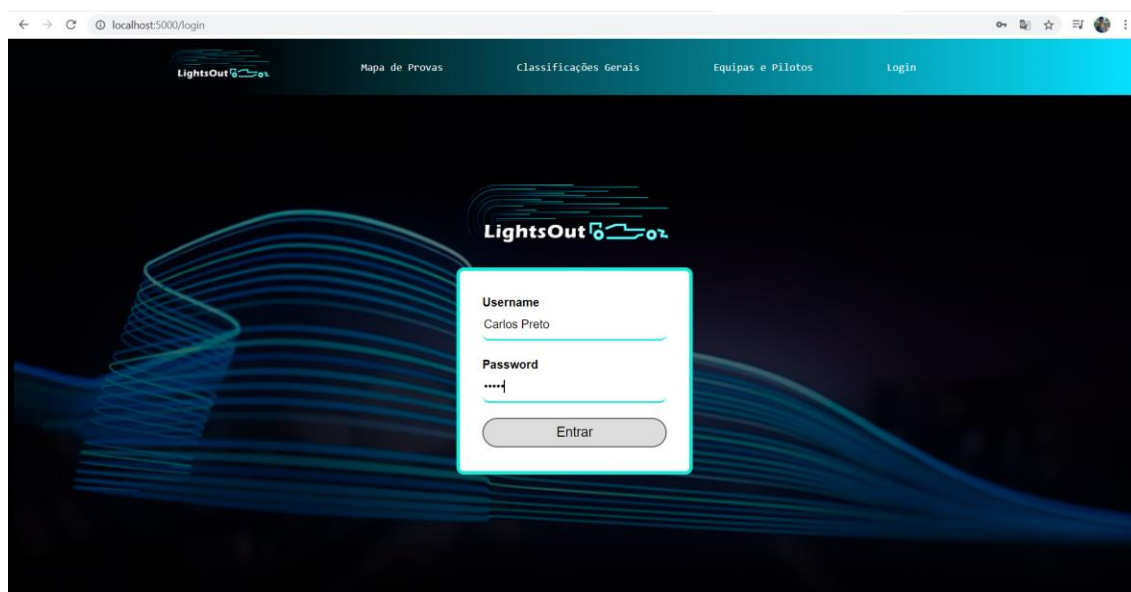 localhost:5000/login
LightsOut
Mapa de Provas
Classificações Gerais
Equipas e Pilotos
Login
LightsOut
Username
Carlos Preto
Password
•••••
Entrar